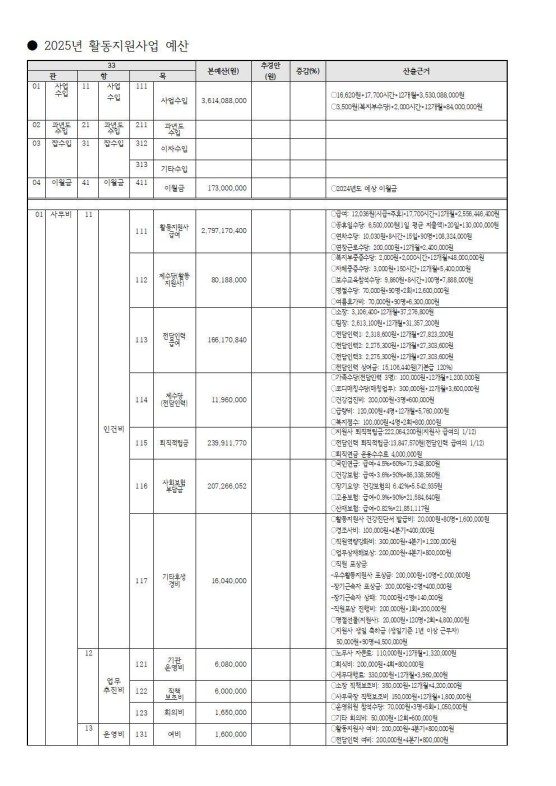 ● 2025년 활동지원사업 예산
33 본예산(원) 추경안(원) 증감(%) 산출근거
관 항 목
01 사업수입 11 사업수입 111 사업수입 3,614,088,000
○16,620원*17,700시간*12개월=3,530,088,000원
○3,500원(복지부수당)*2,000시간*12개월=84,000,000원
02 과년도수입 21 과년도수입 211 과년도수입
03 잡수입 31 잡수입 312 이자수입
313 기타수입
04 이월금 41 이월금 411 이월금 173,000,000 ○2024년도 예상 이월금
01 사무비 11 인건비
111 활동지원사 급여 2,797,170,400
○급여: 12,036원(시급+주휴)*17,700시간*12개월=2,556,446,400원
○공휴일수당: 6,500,000원(1일 평균 지출액)*20일=130,000,000원
○연차수당: 10,030원*8시간*15일*90명=108,324,000원
○연장근로수당: 200,000원*12개월=2,400,000원
112 제수당(활동지원사) 80,188,000
○복지부중증수당: 2,000원*2,000시간*12개월=48,000,000원
○지체중증수당: 3,000원*150시간*12개월=5,400,000원
○보수교육참석수당: 9,860원*8시간*100명=7,888,000원
○명절수당: 70,000원*90명*2회=12,600,000원
○여름휴가비: 70,000원*90명=6,300,000원
113 전담인력 급여 166,170,840
○소장: 3,106,400*12개월=37,276,800원
○팀장: 2,613,100원*12개월=31,357,200원
○전담인력1: 2,318,600원*12개월=27,823,200원
○전담인력2: 2,275,300원*12개월=27,303,600원
○전담인력3: 2,275,300원*12개월=27,303,600원
○전담인력 상여금: 15,106,440원(기본급 120%)
114 제수당(전담인력) 11,960,000
○가족수당(전담인력 3명): 100,000원*12개월=1,200,000원
○코디매칭수당(매칭업무): 300,000원*12개월=3,600,000원
○건강검진비: 200,000원*3명=600,000원
○급량비: 120,000원*4명*12개월=5,760,000원
○복지점수: 100,000원*4명*2회=800,000원
115 퇴직적립금 239,911,770
○지원사 퇴직적립금:222,064,200원(지원사 급여의 1/12)
○전담인력 퇴직적립금:13,847,570원(전담인력 급여의 1/12)
○퇴직연금 운용수수료 4,000,000원
116 사회보험 부담금 207,266,052
○국민연금: 급여*4.5%*60%=71,948,800원
○건강보험: 급여*3.6%*90%=86,338,560원
○장기요양: 건강보험의 6.42%=5,542,935원
○고용보험: 급여*0.9%*90%=21,584,640원
○산재보험: 급여*0.82%=21,851,117원
117 기타후생경비 16,040,000
○활동지원사 건강진단서 발급비: 20,000원*80명=1,600,000원
○경조사비: 100,000원*4분기=400,000원
○직원역량강화비: 300,000원*4분기=1,200,000원
○업무상재해보상: 200,000원*4분기=800,000원
○직원 포상금:
-우수활동지원사 포상금: 200,000원*10명=2,000,000원
-장기근속자 포상금: 200,000원*2명=400,000원
-장기근속자 상패: 70,000원*2명=140,000원
-직원포상 진행비: 200,000원*1회=200,000원
○명절선물(지원사): 20,000원*120명*2회=4,800,000원
○지원사 생일 축하금 (생일기준 1년 이상 근무자)
50,000원*90명=4,500,000원
12 업무추진비
121 기관운영비 6,080,000
○노무사 자문료: 110,000원*12개월=1,320,000원
○회식비: 200,000원*4회=800,000원
○세무대행료: 330,000원*12개월=3,960,000원
122 직책보조비 6,000,000
○소장 직책보조비: 350,000원*12개월=4,200,000원
○사무국장 직책보조비 150,000원*12개월=1,800,000원
123 회의비 1,650,000
○운영위원 참석수당: 70,000원*3명*5회=1,050,000원
○기타 회의비: 50,000원*12회=600,000원
13 운영비 131 여비 1,600,000
○활동지원사 여비: 200,000원*4분기=800,000원
○전담인력 여비: 200,000원*4분기=800,000원